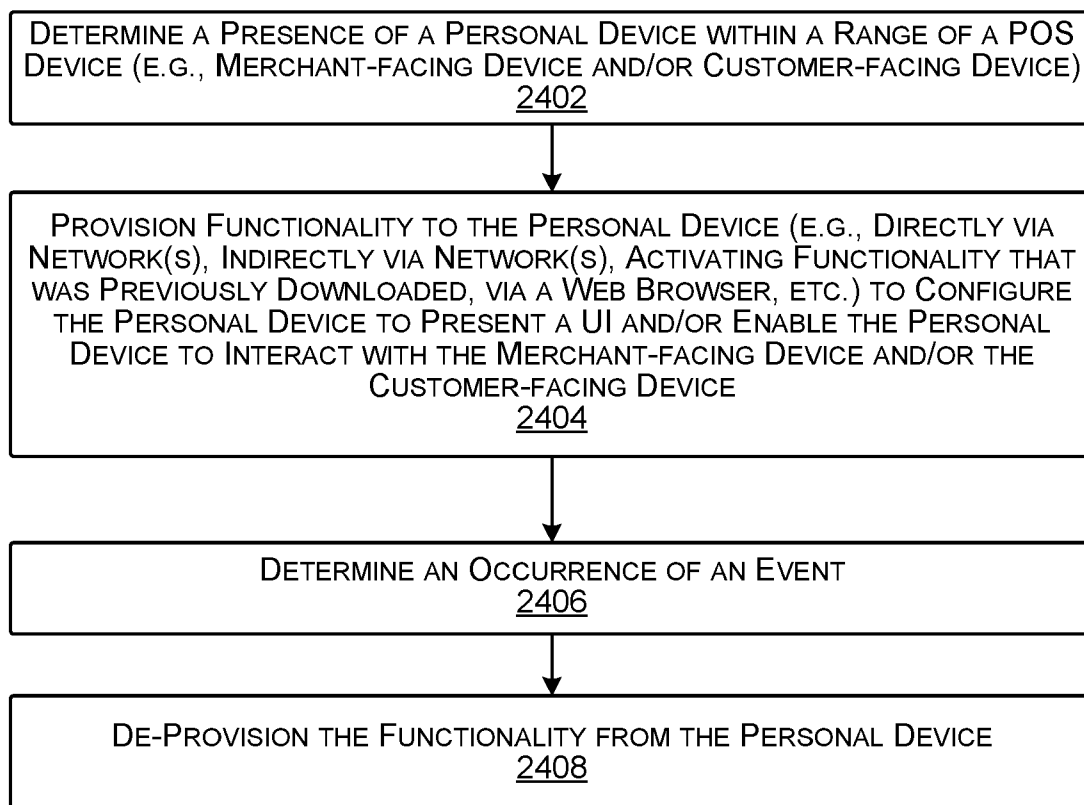 DETERMINE A PRESENCE OF A PERSONAL DEVICE WITHIN A RANGE OF A POS
DEVICE (E.G., MERCHANT-FACING DEVICE AND/OR CUSTOMER-FACING DEVICE)
2402
PROVISION FUNCTIONALITY TO THE PERSONAL DEVICE (E.G., DIRECTLY VIA
NETWORK(S), INDIRECTLY VIA NETWORK(S), ACTIVATING FUNCTIONALITY THAT
WAS PREVIOUSLY DOWNLOADED, VIA A WEB BROWSER, ETC.) TO CONFIGURE
THE PERSONAL DEVICE TO PRESENT A UI AND/OR ENABLE THE PERSONAL
DEVICE TO INTERACT WITH THE MERCHANT-FACING DEVICE AND/OR THE
CUSTOMER-FACING DEVICE
2404
DETERMINE AN OCCURRENCE OF AN EVENT
2406
DE-PROVISION THE FUNCTIONALITY FROM THE PERSONAL DEVICE
2408